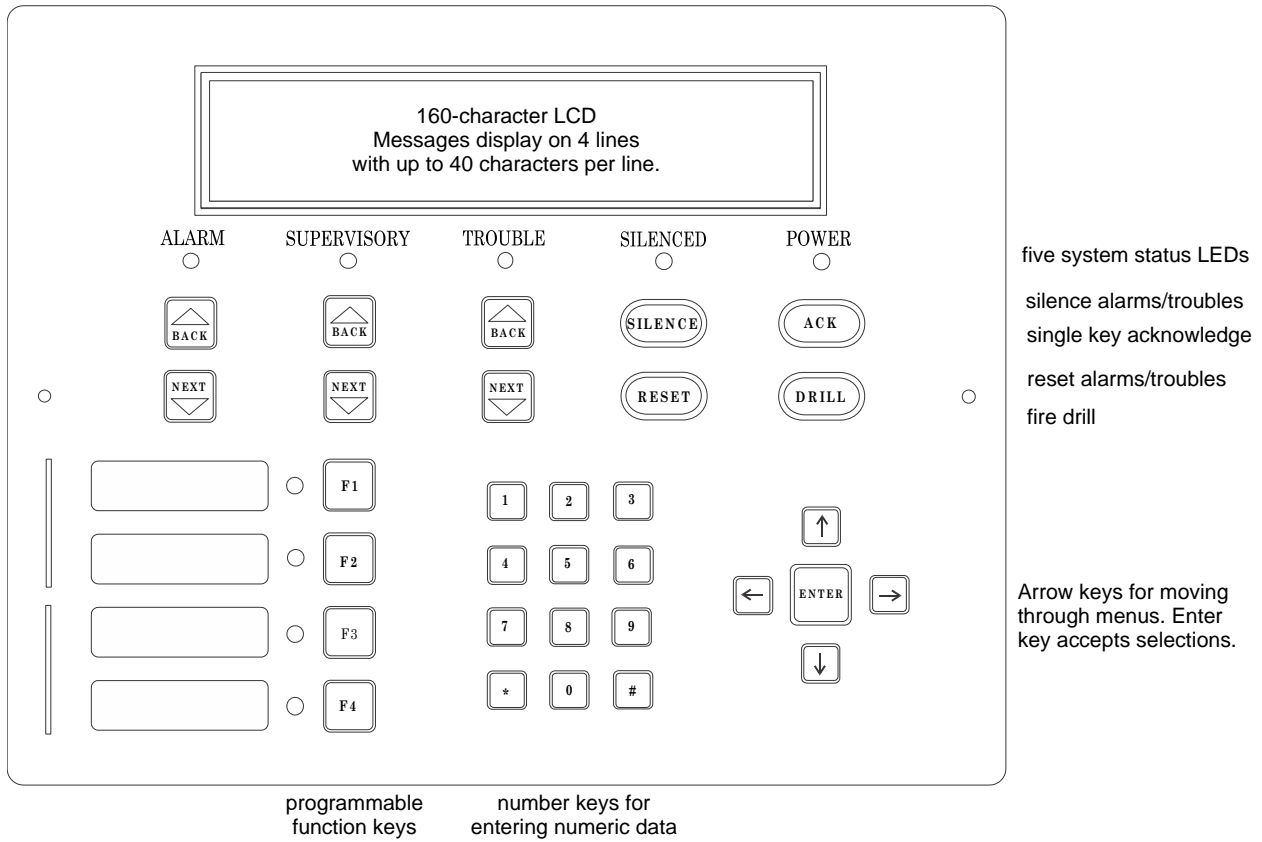 160-character LCD
Messages display on 4 lines
with up to 40 characters per line.
ALARM SUPERVISORY TROUBLE SILENCED POWER
five system status LEDs
BACK BACK BACK SILENCE ACK
silence alarms/troubles
single key acknowledge
NEXT NEXT NEXT RESET DRILL
reset alarms/troubles
fire drill
F1
F2
F3
F4
1 2 3
4 5 6
7 8 9
* 0 #
↑
← ENTER →
↓
Arrow keys for moving
through menus. Enter
key accepts selections.
programmable
function keys
number keys for
entering numeric data